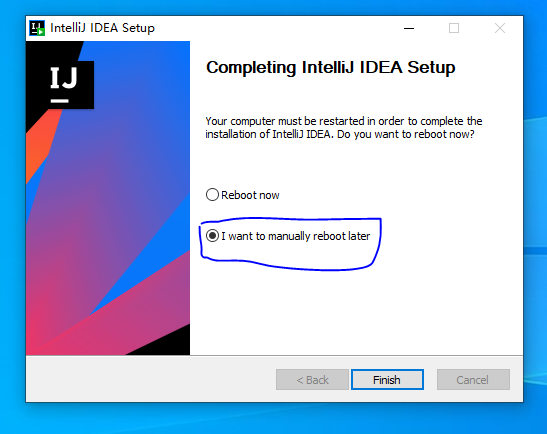 IntelliJ IDEA Setup
IJ
Completing IntelliJ IDEA Setup
Your computer must be restarted in order to complete the
installation of IntelliJ IDEA. Do you want to reboot now?
Reboot now
I want to manually reboot later
< Back
Finish
Cancel